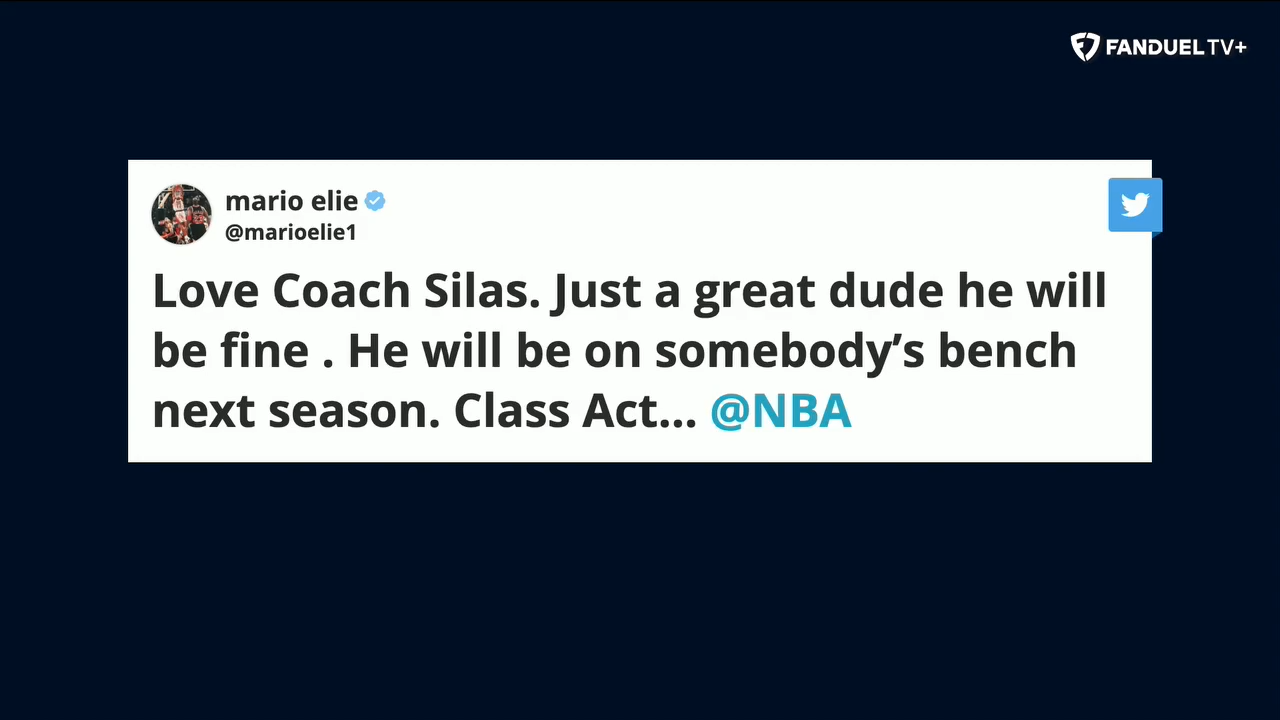 FANDUEL TV+
mario elie
@marioelie1
Love Coach Silas. Just a great dude he will
be fine . He will be on somebody’s bench
next season. Class Act... @NBA